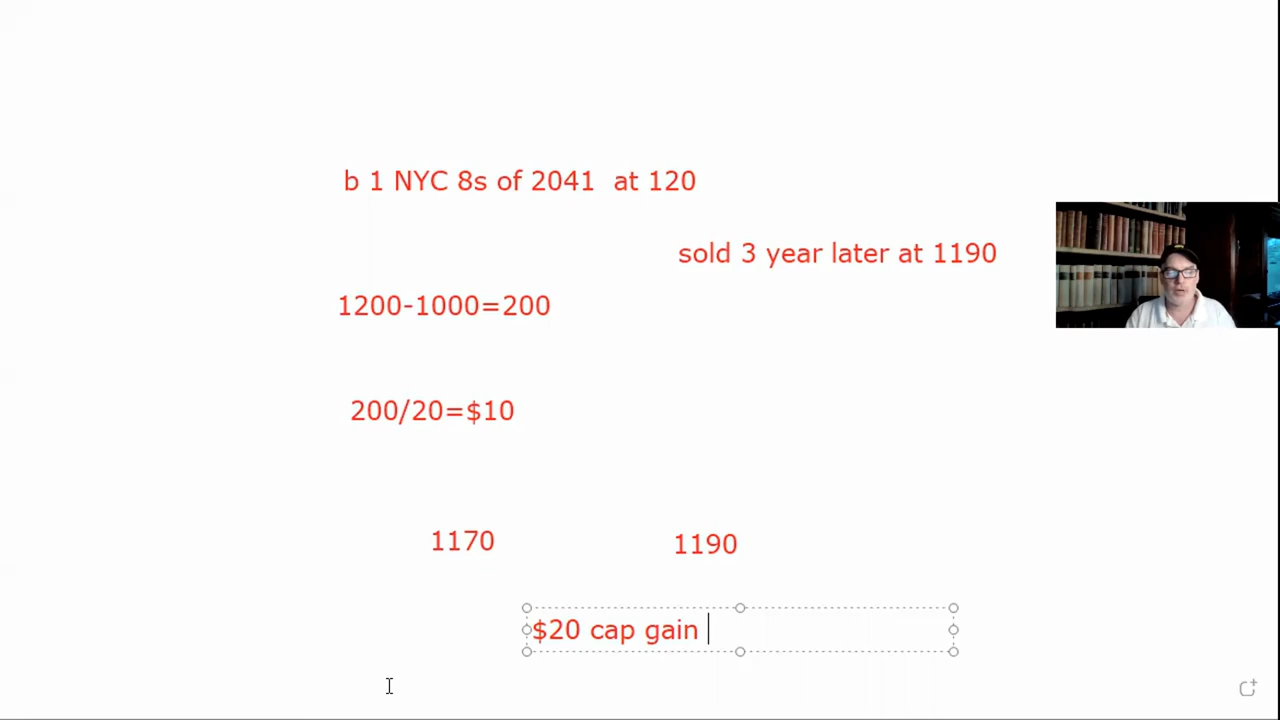 b 1 NYC 8s of 2041 at 120
sold 3 year later at 1190
1200-1000=200
200/20=$10
1170
1190
$20 cap gain